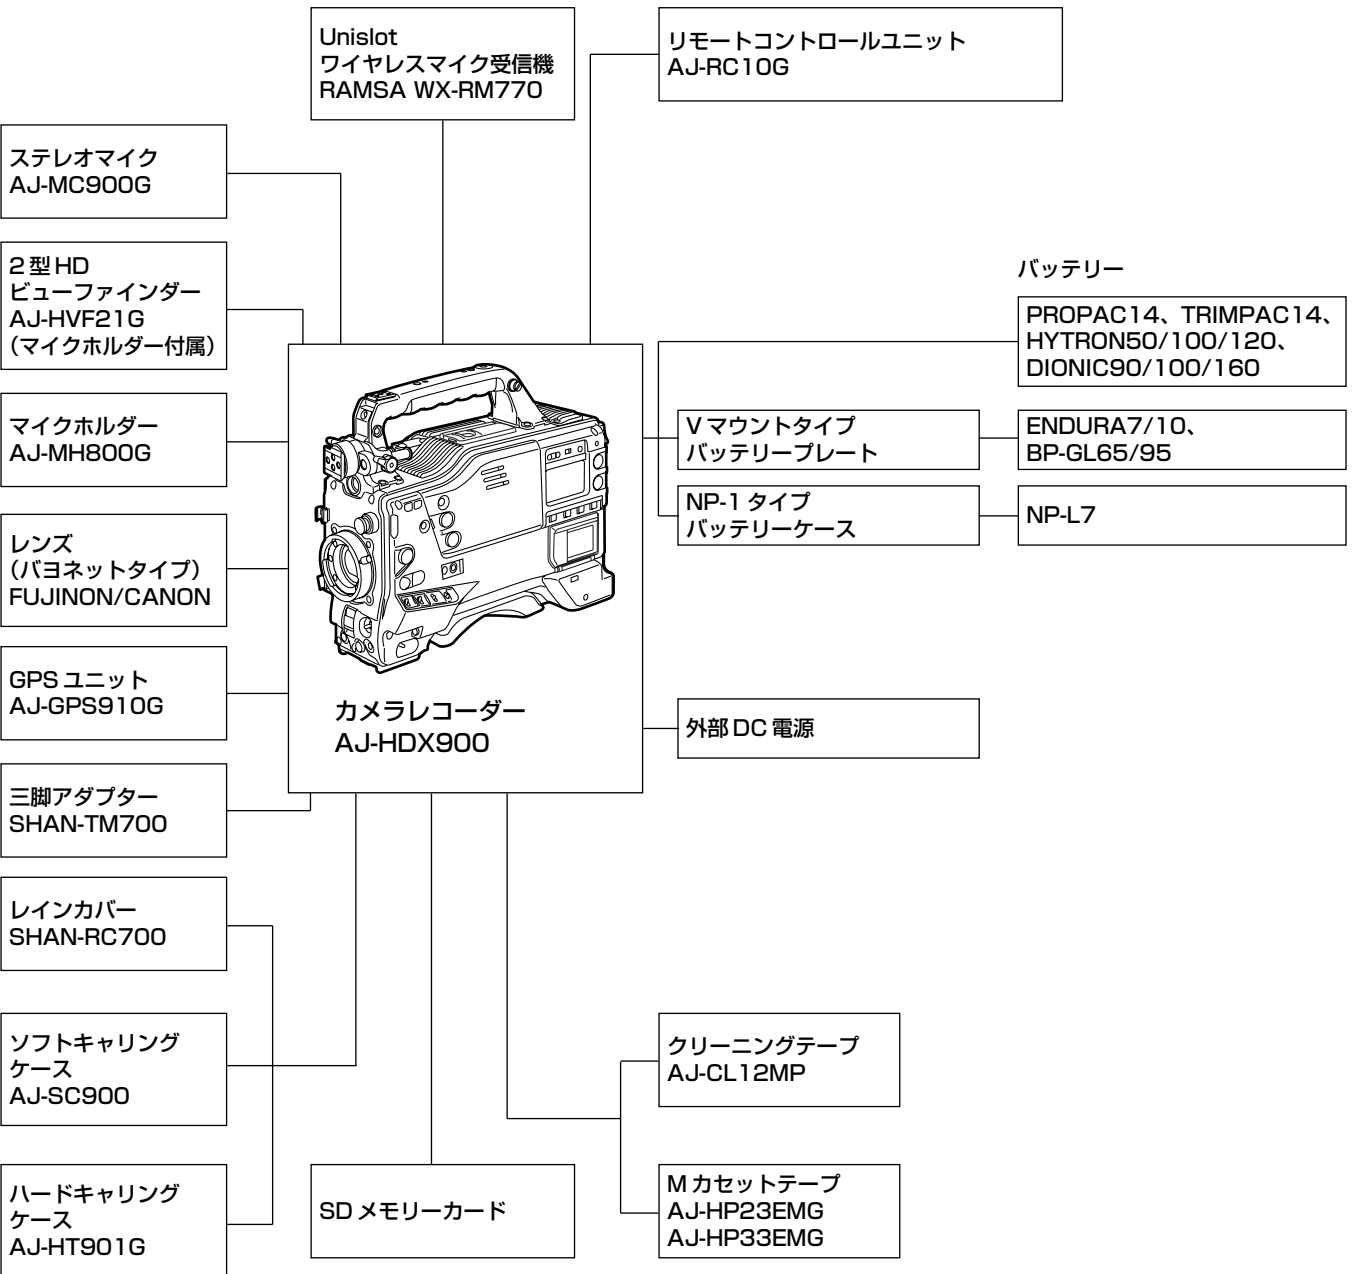 Unislot
ワイヤレスマイク受信機
RAMSA WX-RM770
リモートコントロールユニット
AJ-RC10G
ステレオマイク
AJ-MC900G
2型HD
ビューファインダー
AJ-HVF21G
（マイクホルダー付属）
マイクホルダー
AJ-MH800G
レンズ
（バヨネットタイプ）
FUJINON/CANON
GPSユニット
AJ-GPS910G
三脚アダプター
SHAN-TM700
レインカバー
SHAN-RC700
ソフトキャリング
ケース
AJ-SC900
ハードキャリング
ケース
AJ-HT901G
カメラレコーダー
AJ-HDX900
バッテリー
PROPAC14、TRIMPAC14、
HYTRON50/100/120、
DIONIC90/100/160
Vマウントタイプ
バッテリープレート
ENDURA7/10、
BP-GL65/95
NP-1タイプ
バッテリーケース
NP-L7
外部DC電源
SDメモリーカード
クリーニングテープ
AJ-CL12MP
Mカセットテープ
AJ-HP23EMG
AJ-HP33EMG